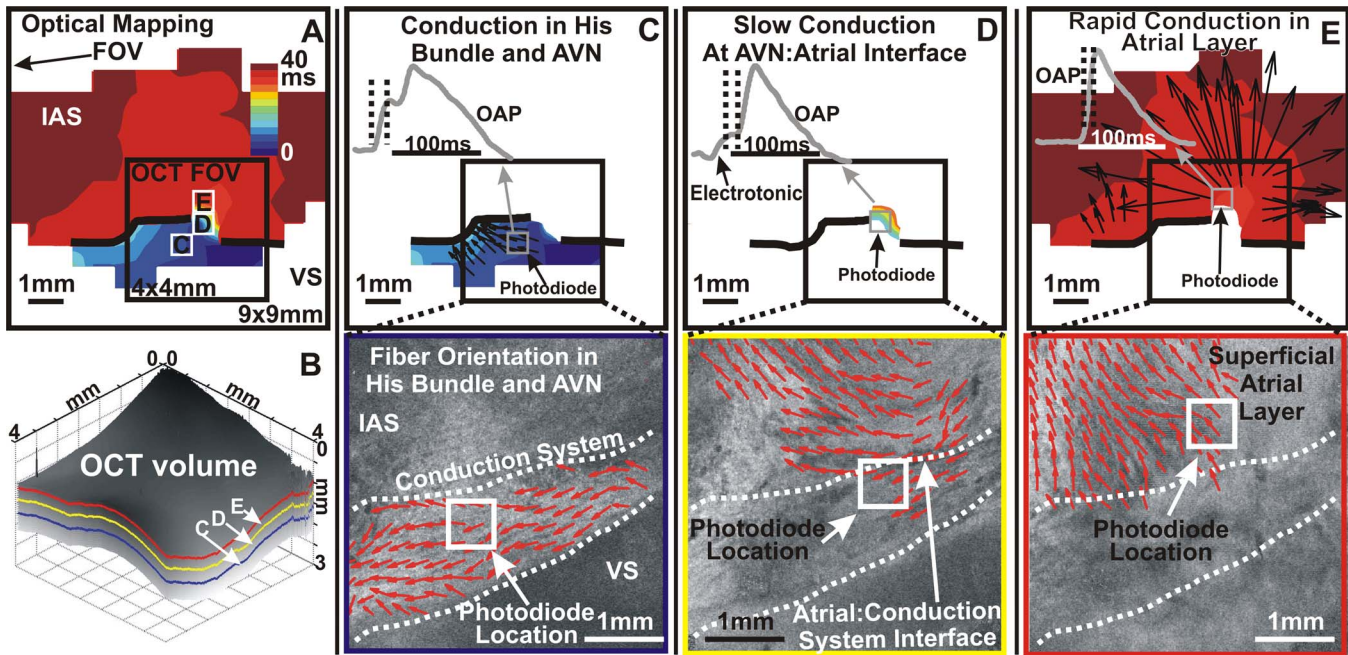 Optical Mapping
FOV
A
40
ms
0
IAS
OCT FOV
E
D
C
VS
1mm
4x4mm
9x9mm
Conduction in His
Bundle and AVN
C
OAP
100ms
Photodiode
1mm
Slow Conduction
At AVN:Atrial Interface
D
OAP
100ms
Electrotonic
Photodiode
1mm
Rapid Conduction in
Atrial Layer
E
OAP
100ms
Photodiode
1mm
B
0 0
mm
mm
4
4
0
mm
3
OCT volume
C
D
E
Fiber Orientation in
His Bundle and AVN
IAS
Conduction System
VS
Photodiode
Location
1mm
Photodiode
Location
1mm
Atrial:Conduction
System Interface
Superficial
Atrial
Layer
Photodiode
Location
1mm